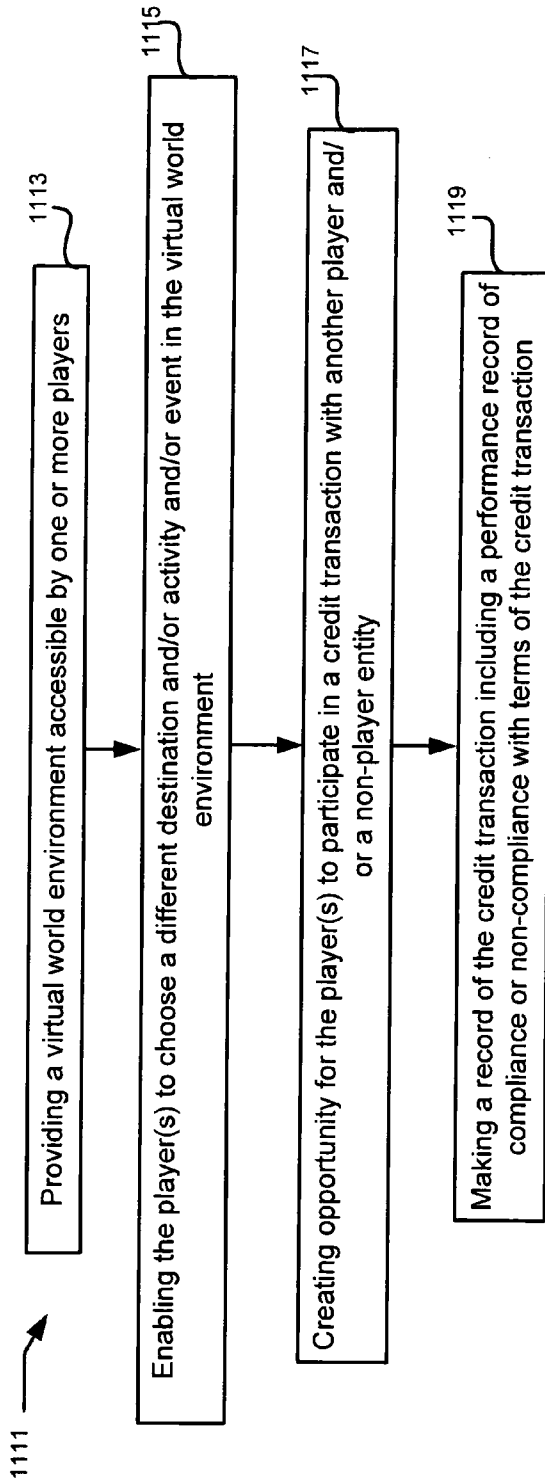 1111
1113
Providing a virtual world environment accessible by one or more players
1115
Enabling the player(s) to choose a different destination and/or activity and/or event in the virtual world
environment
1117
Creating opportunity for the player(s) to participate in a credit transaction with another player and/
or a non-player entity
1119
Making a record of the credit transaction including a performance record of
compliance or non-compliance with terms of the credit transaction